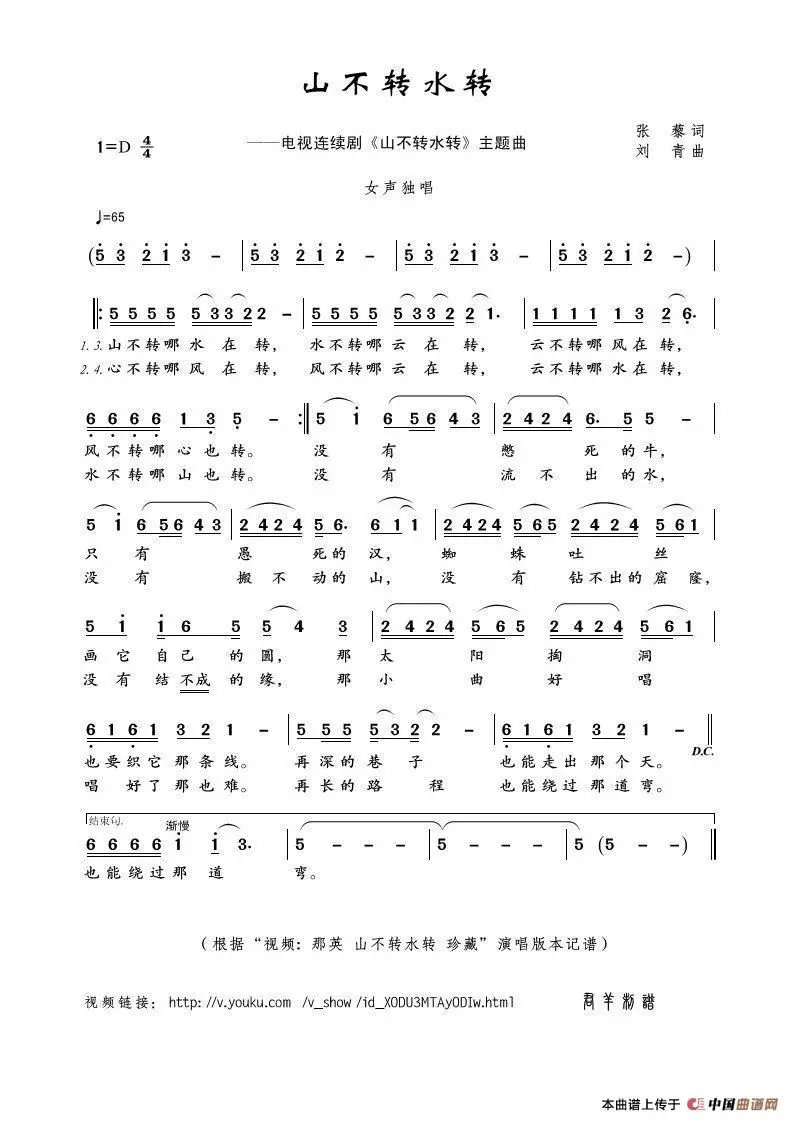 山不转水转
1=D 4/4
——电视连续剧《山不转水转》主题曲
张藜词
刘青曲
女声独唱
♩=65
(5 3 2 1 3 – | 5 3 2 1 2 – | 5 3 2 1 3 – | 5 3 2 1 2 – ) |
‖: 5 5 5 5 5 3 3 2 2 – | 5 5 5 5 5 3 3 2 2 1. | 1 1 1 1 1 3 2 6. |
1.3. 山不转哪水在转, 水不转哪云在转, 云不转哪风在转,
2.4. 心不转哪风在转, 风不转哪云在转, 云不转哪水在转,
6 6 6 6 1 3 5 – :‖ 5 1 6 5 6 4 3 | 2 4 2 4 6. 5 5 – |
风不转哪心也转。 没有憋死的牛,
水不转哪山也转。 没有流不出的水,
5 1 6 5 6 4 3 | 2 4 2 4 5 6. 6 1 1 | 2 4 2 4 5 6 5 2 4 2 4 5 6 1 |
只有愚死的汉, 蜘蛛吐丝
没有搬不动的山, 没有钻不出的窟窿,
5 1 1 6 5 5 4 3 | 2 4 2 4 5 6 5 2 4 2 4 5 6 1 |
画它自己的圆, 那太阳掏洞
没有结不成的缘, 那小曲好唱
6 1 6 1 3 2 1 – | 5 5 5 5 3 2 2 – | 6 1 6 1 3 2 1 – ‖
D.C.
也要织它那条线。 再深的巷子也能走出那个天。
唱好了那也难。 再长的路程也能绕过那道弯。
结束句.
渐慢
6 6 6 6 1 1 3. | 5 – – – | 5 – – – | 5 (5 – – ) ‖
也能绕过那道弯。
(根据“视频: 那英 山不转水转 珍藏”演唱版本记谱)
视频链接: http://v.youku.com /v_show /id_XODU3MTAyODIw.html
君羊制谱
本曲谱上传于 中国曲谱网